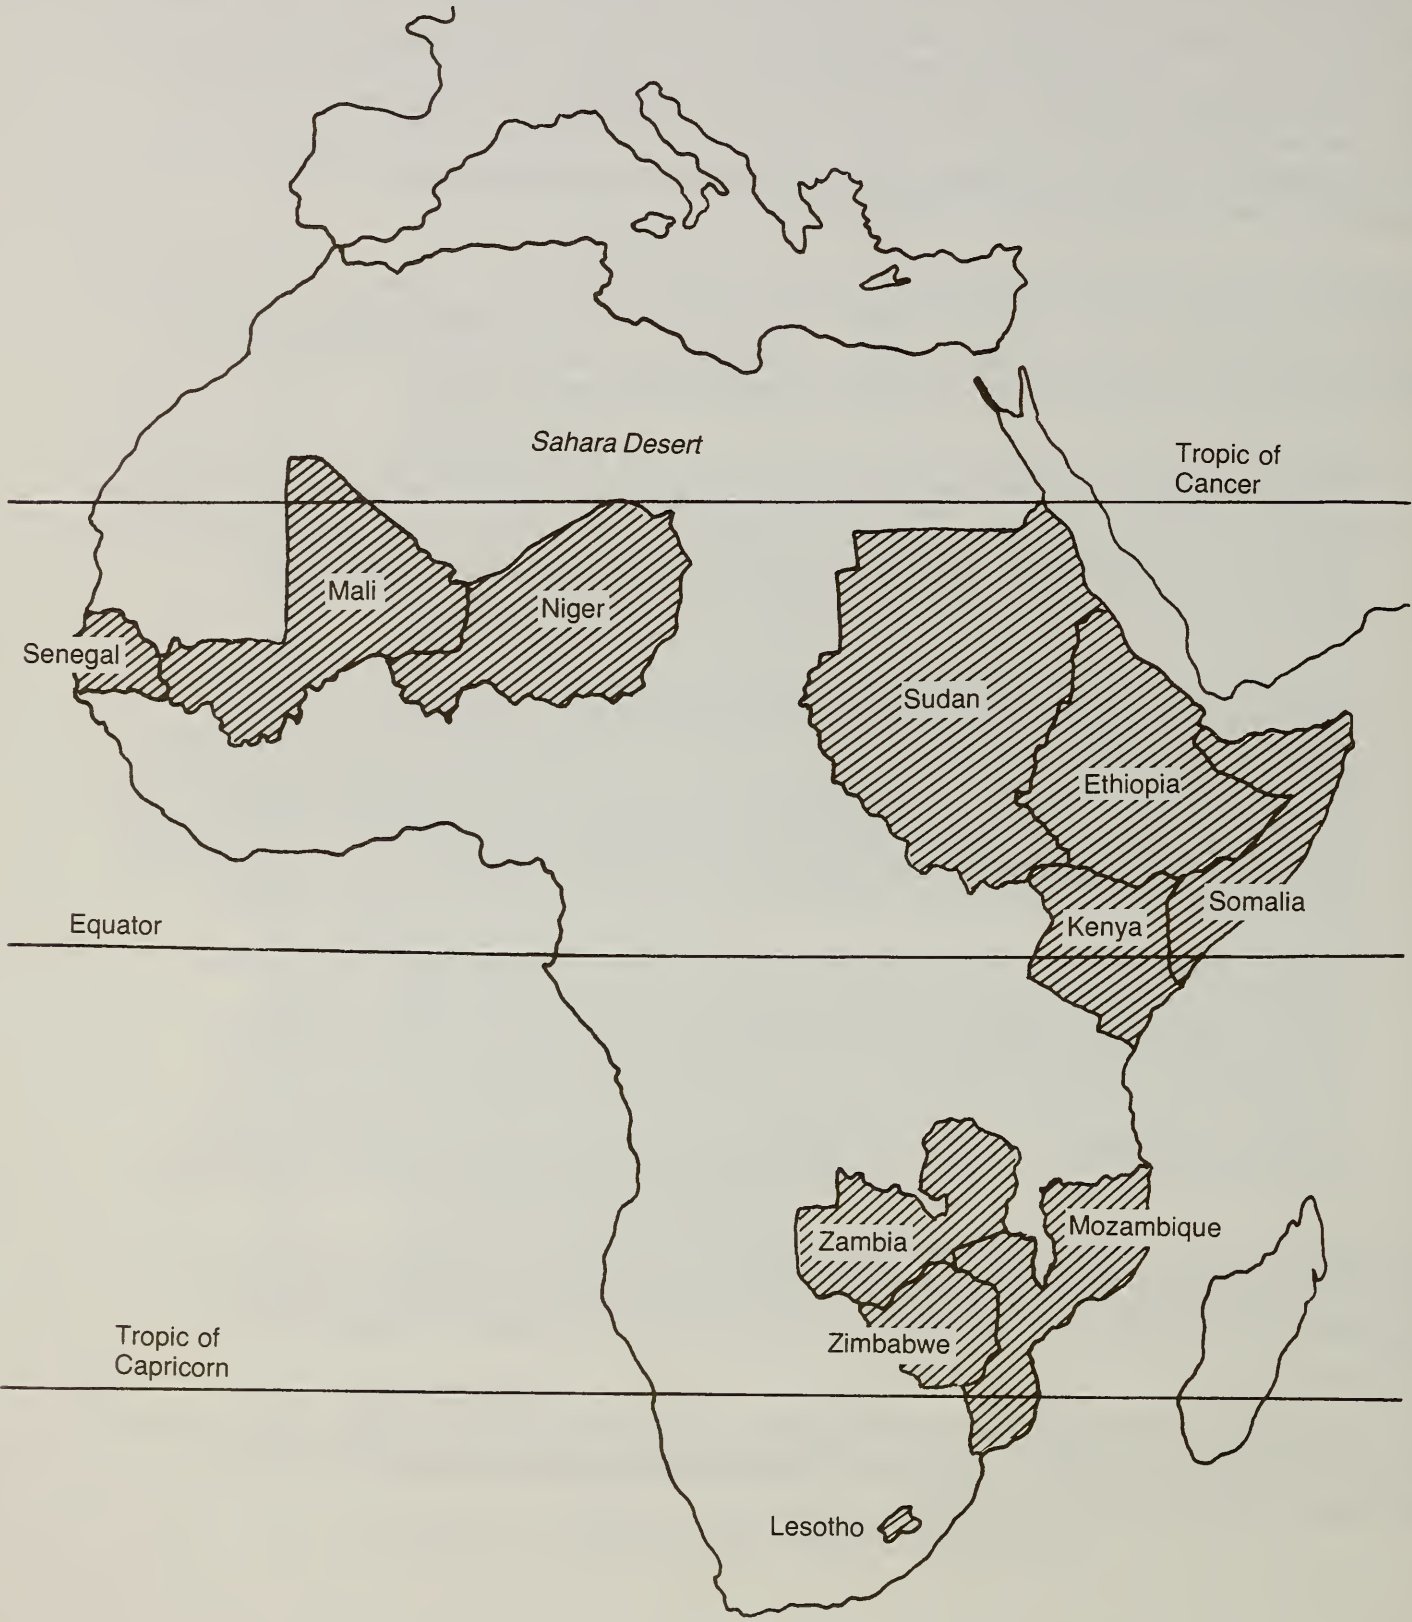 Sahara Desert
Tropic of
Cancer
Mali
Niger
Senegal
Sudan
Ethiopia
Somalia
Equator
Kenya
Mozambique
Zambia
Tropic of
Capricorn
Zimbabwe
Lesotho